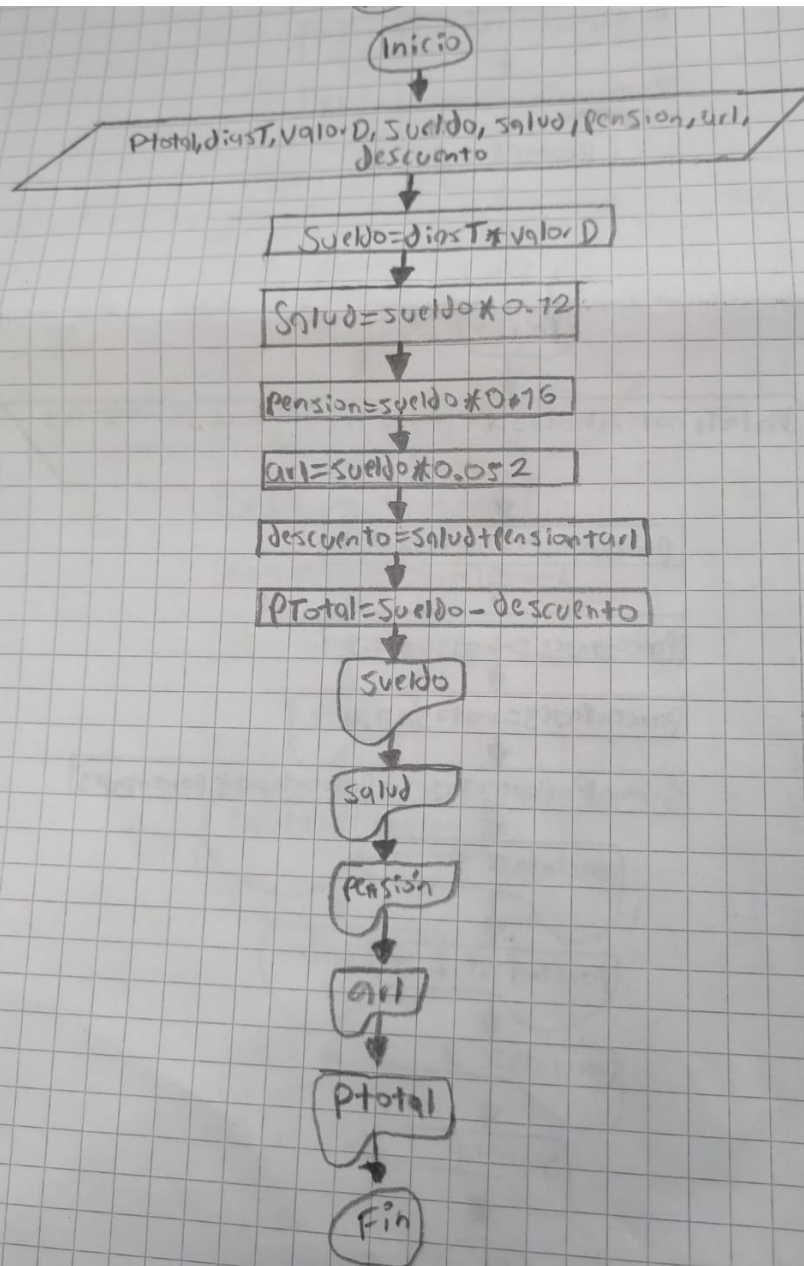 Inicio
Ptotal, diasT, valorD, sueldo, salud, pension, arl,
descuento
Sueldo=diasT*valorD
Salud=sueldo*0.12
pension=sueldo*0.16
arl=sueldo*0.052
descuento=salud+pension+arl
PTotal=sueldo-descuento
sueldo
salud
pensión
arl
Ptotal
Fin